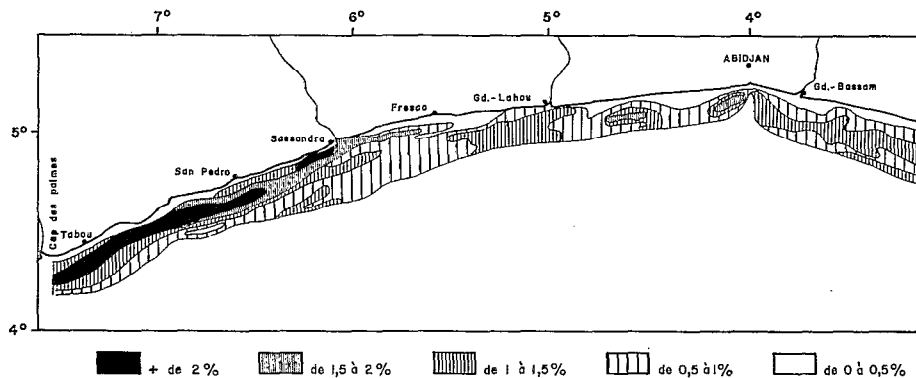 7° 6° 5° 4°
ABIDJAN
Gd.-Bassam
Gd.-Lahou
Fresco
5°
Sassandra
San Pedro
Cap des palmes
Tabou
4°
+ de 2% de 1,5 à 2% de 1 à 1,5% de 0,5 à 1% de 0 à 0,5%